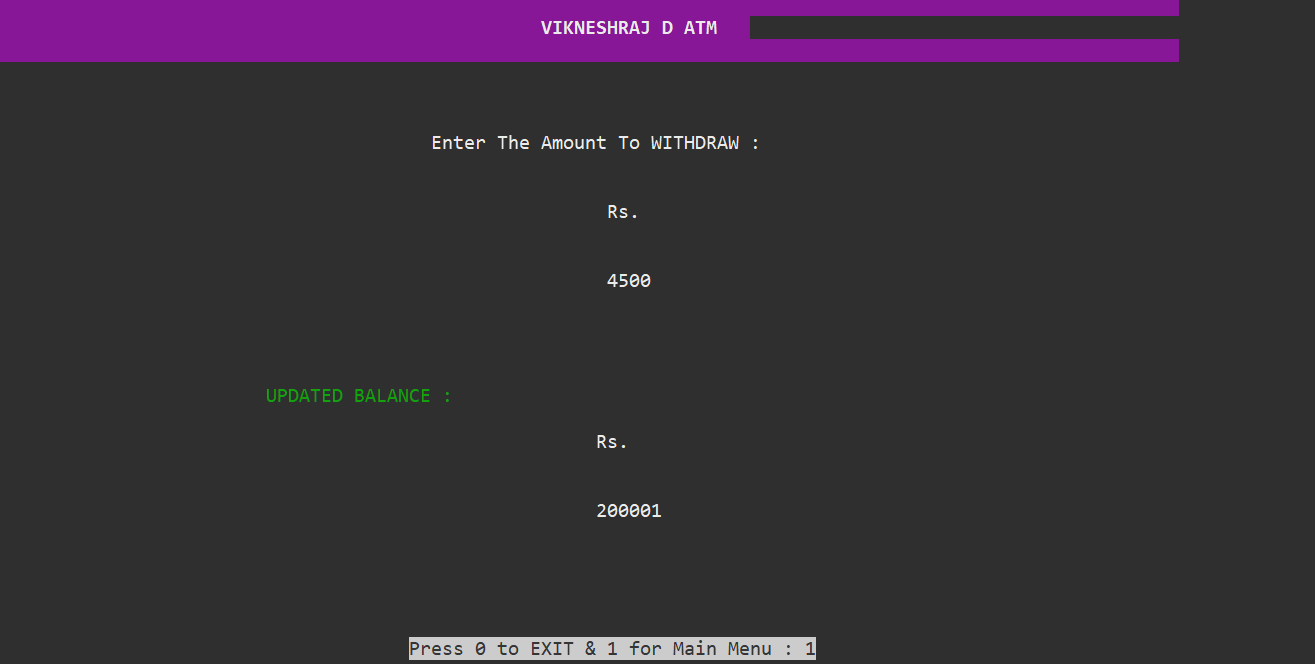 VIKNESHRAJ D ATM
Enter The Amount To WITHDRAW :
Rs.
4500
UPDATED BALANCE :
Rs.
200001
Press 0 to EXIT & 1 for Main Menu : 1